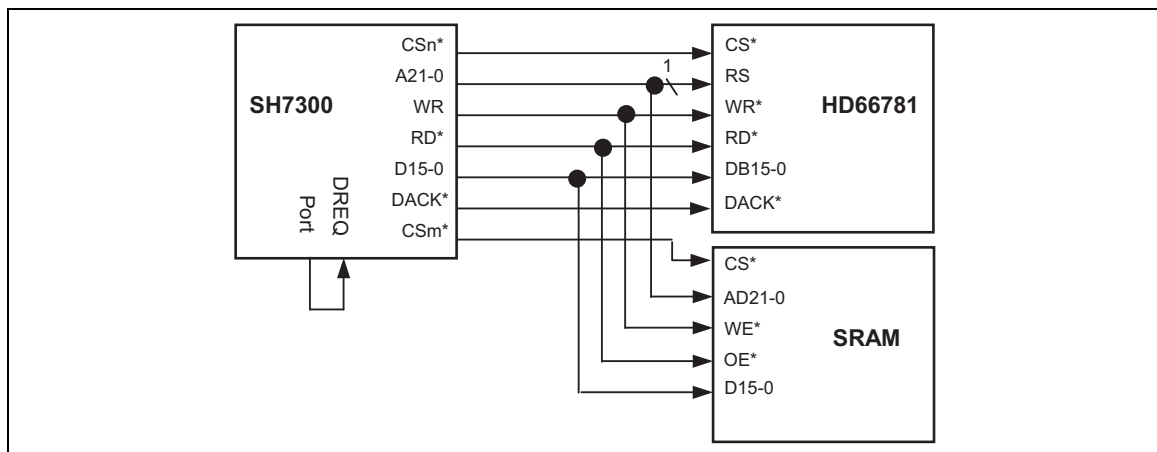 SH7300
CSn*
A21-0
WR
RD*
D15-0
DACK*
CSm*
Port
DREQ
1
CS*
RS
WR*
RD*
DB15-0
DACK*
HD66781
CS*
AD21-0
WE*
OE*
D15-0
SRAM